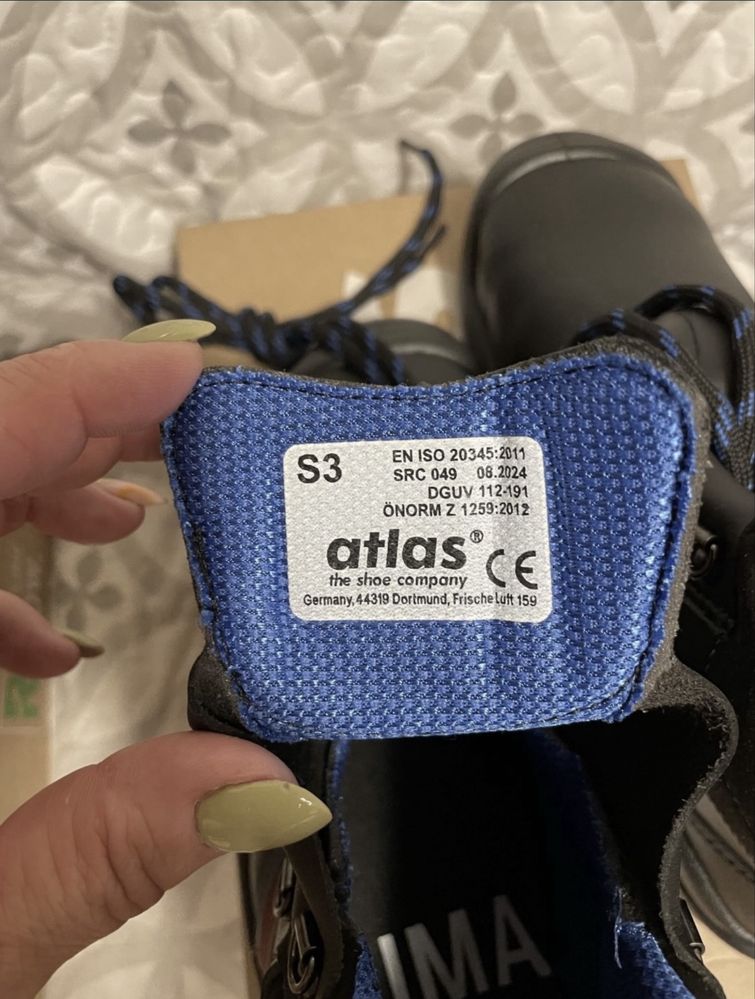 S3
EN ISO 20345:2011
SRC 049 08.2024
DGUV 112-191
ÖNORM Z 1259:2012
atlas®
the shoe company
CE
Germany, 44319 Dortmund, Frische Luft 159
IMA